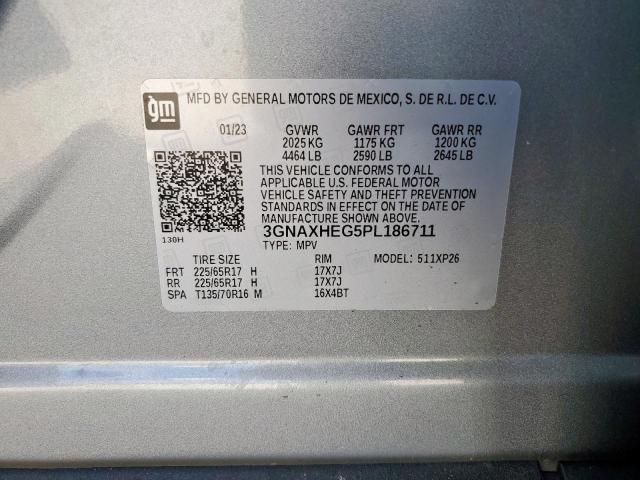 gm
MFD BY GENERAL MOTORS DE MEXICO, S. DE R.L. DE C.V.
01/23 GVWR GAWR FRT GAWR RR
2025 KG 1175 KG 1200 KG
4464 LB 2590 LB 2645 LB
THIS VEHICLE CONFORMS TO ALL
APPLICABLE U.S. FEDERAL MOTOR
VEHICLE SAFETY AND THEFT PREVENTION
STANDARDS IN EFFECT ON THE DATE OF
MANUFACTURE SHOWN ABOVE.
130H
3GNAXHEG5PL186711
TYPE: MPV
TIRE SIZE RIM MODEL: 511XP26
FRT 225/65R17 H 17X7J
RR 225/65R17 H 17X7J
SPA T135/70R16 M 16X4BT